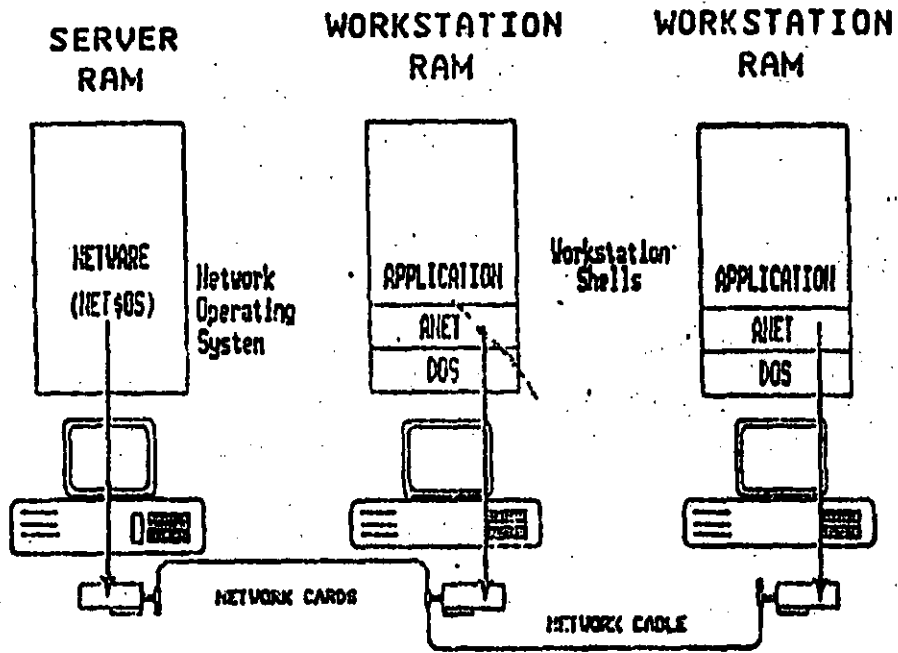 SERVER
RAM
WORKSTATION
RAM
WORKSTATION
RAM
NETWARE
(NET$OS)
Network
Operating
System
APPLICATION
ANET
DOS
Workstation
Shells
APPLICATION
ANET
DOS
NETWORK CARDS
NETWORK CABLE